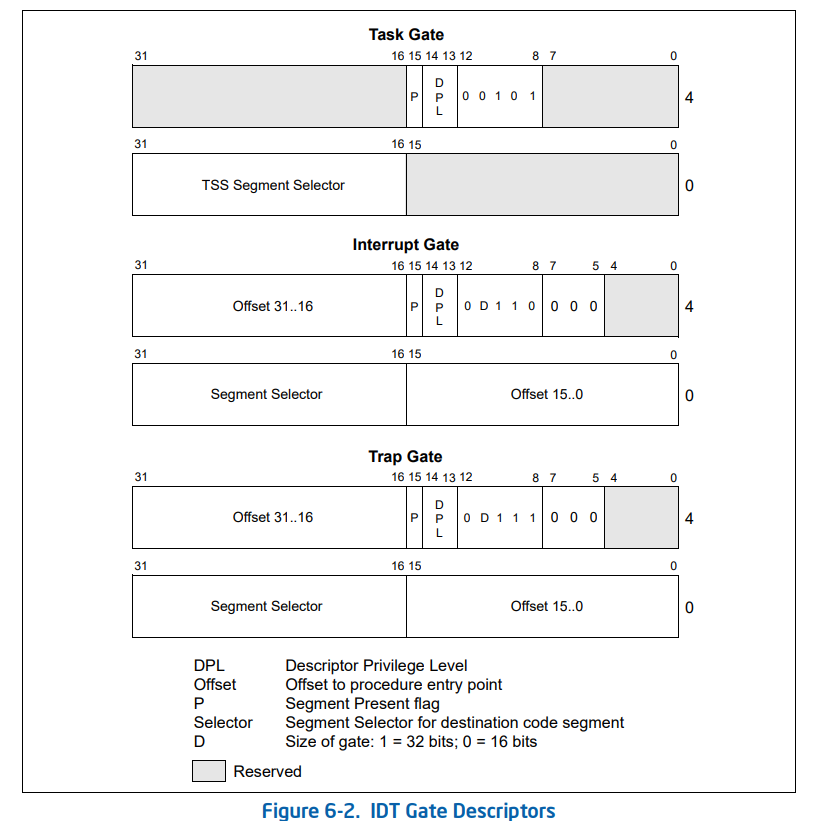 Task Gate
31 16 15 14 13 12 8 7 0
P D P L 0 0 1 0 1 4
31 16 15 0
TSS Segment Selector 0
Interrupt Gate
31 16 15 14 13 12 8 7 5 4 0
Offset 31..16 P D P L 0 D 1 1 0 0 0 0 4
31 16 15 0
Segment Selector Offset 15..0 0
Trap Gate
31 16 15 14 13 12 8 7 5 4 0
Offset 31..16 P D P L 0 D 1 1 1 0 0 0 4
31 16 15 0
Segment Selector Offset 15..0 0
DPL Descriptor Privilege Level
Offset Offset to procedure entry point
P Segment Present flag
Selector Segment Selector for destination code segment
D Size of gate: 1 = 32 bits; 0 = 16 bits
Reserved
Figure 6-2. IDT Gate Descriptors